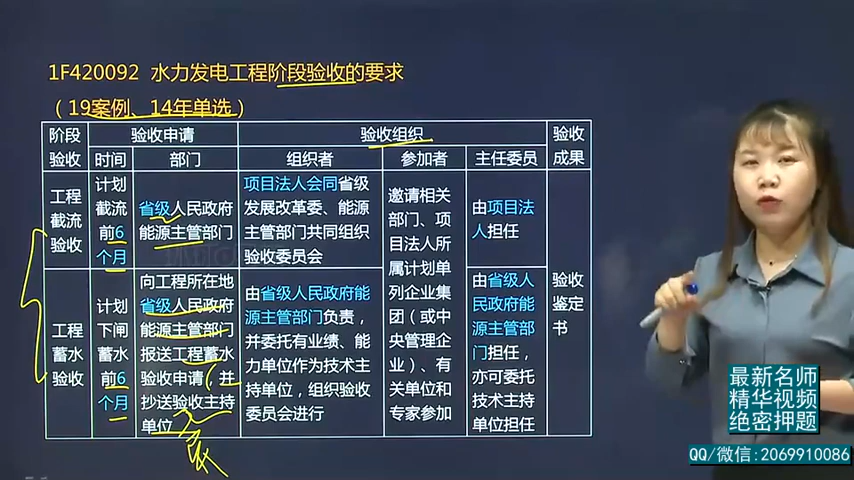 1F420092 水力发电工程阶段验收的要求
（19案例、14年单选）
阶段
验收
验收申请
验收组织
验收
成果
时间
部门
组织者
参加者
主任委员
工程
截流
验收
计划
截流
前6
个月
省级人民政府
能源主管部门
项目法人会同省级
发展改革委、能源
主管部门共同组织
验收委员会
邀请相关
部门、项
目法人所
属计划单
列企业集
团（或中
央管理企
业）、有
关单位和
专家参加
由项目法
人担任
验收
鉴定
书
工程
蓄水
验收
计划
下闸
蓄水
前6
个月
向工程所在地
省级人民政府
能源主管部门
报送工程蓄水
验收申请（并
抄送验收主持
单位
由省级人民政府能
源主管部门负责，
并委托有业绩、能
力单位作为技术主
持单位，组织验收
委员会进行
由省级人
民政府能
源主管部
门担任，
亦可委托
技术主持
单位担任
最新名师
精华视频
绝密押题
QQ/微信:2069910086